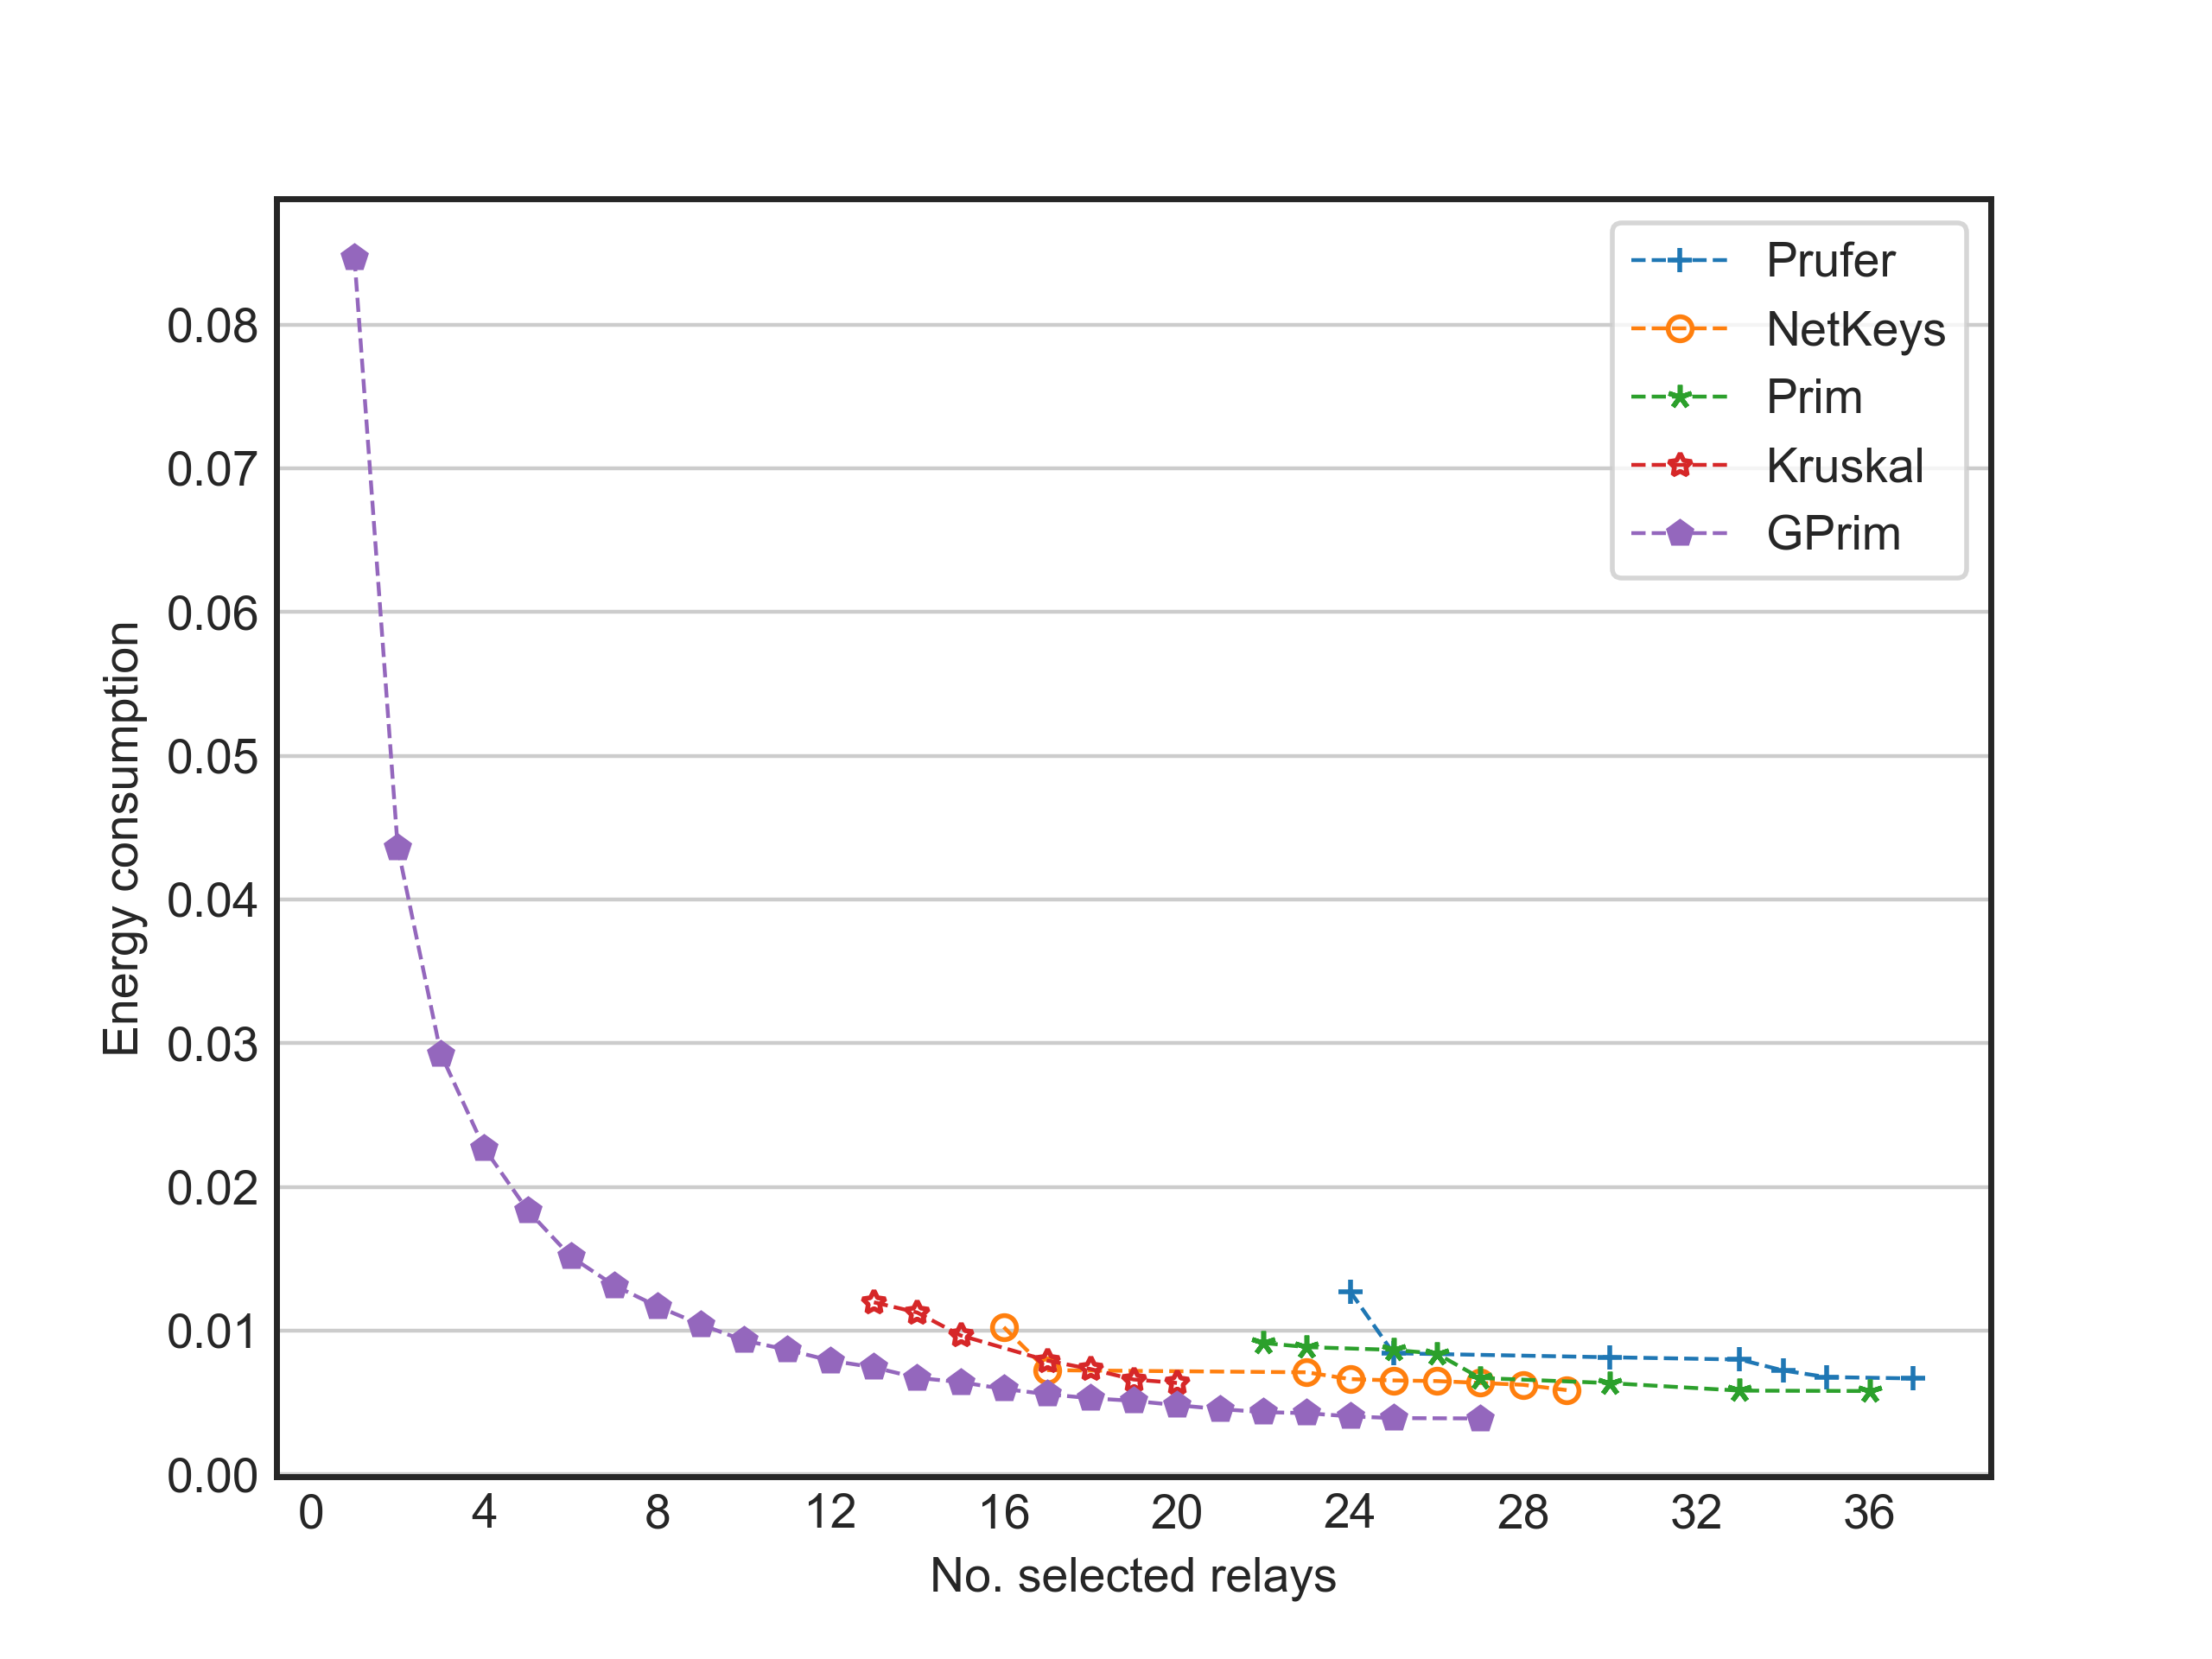 Prufer
NetKeys
Prim
Kruskal
GPrim
0.08
0.07
0.06
0.05
0.04
0.03
0.02
0.01
0.00
Energy consumption
0 4 8 12 16 20 24 28 32 36
No. selected relays